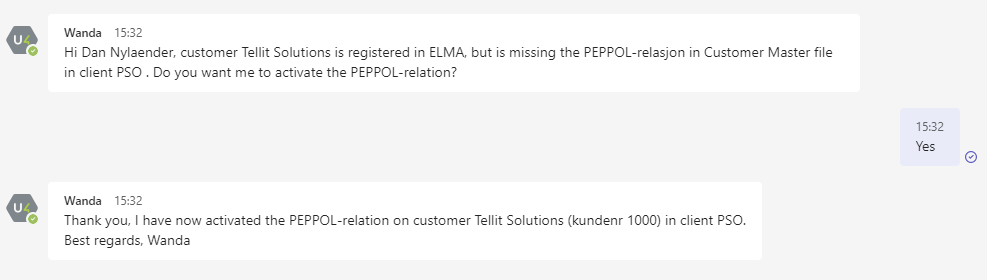 U4
Wanda 15:32
Hi Dan Nylaender, customer Tellit Solutions is registered in ELMA, but is missing the PEPPOL-relasjon in Customer Master file
in client PSO . Do you want me to activate the PEPPOL-relation?
15:32
Yes
U4
Wanda 15:32
Thank you, I have now activated the PEPPOL-relation on customer Tellit Solutions (kundenr 1000) in client PSO.
Best regards, Wanda